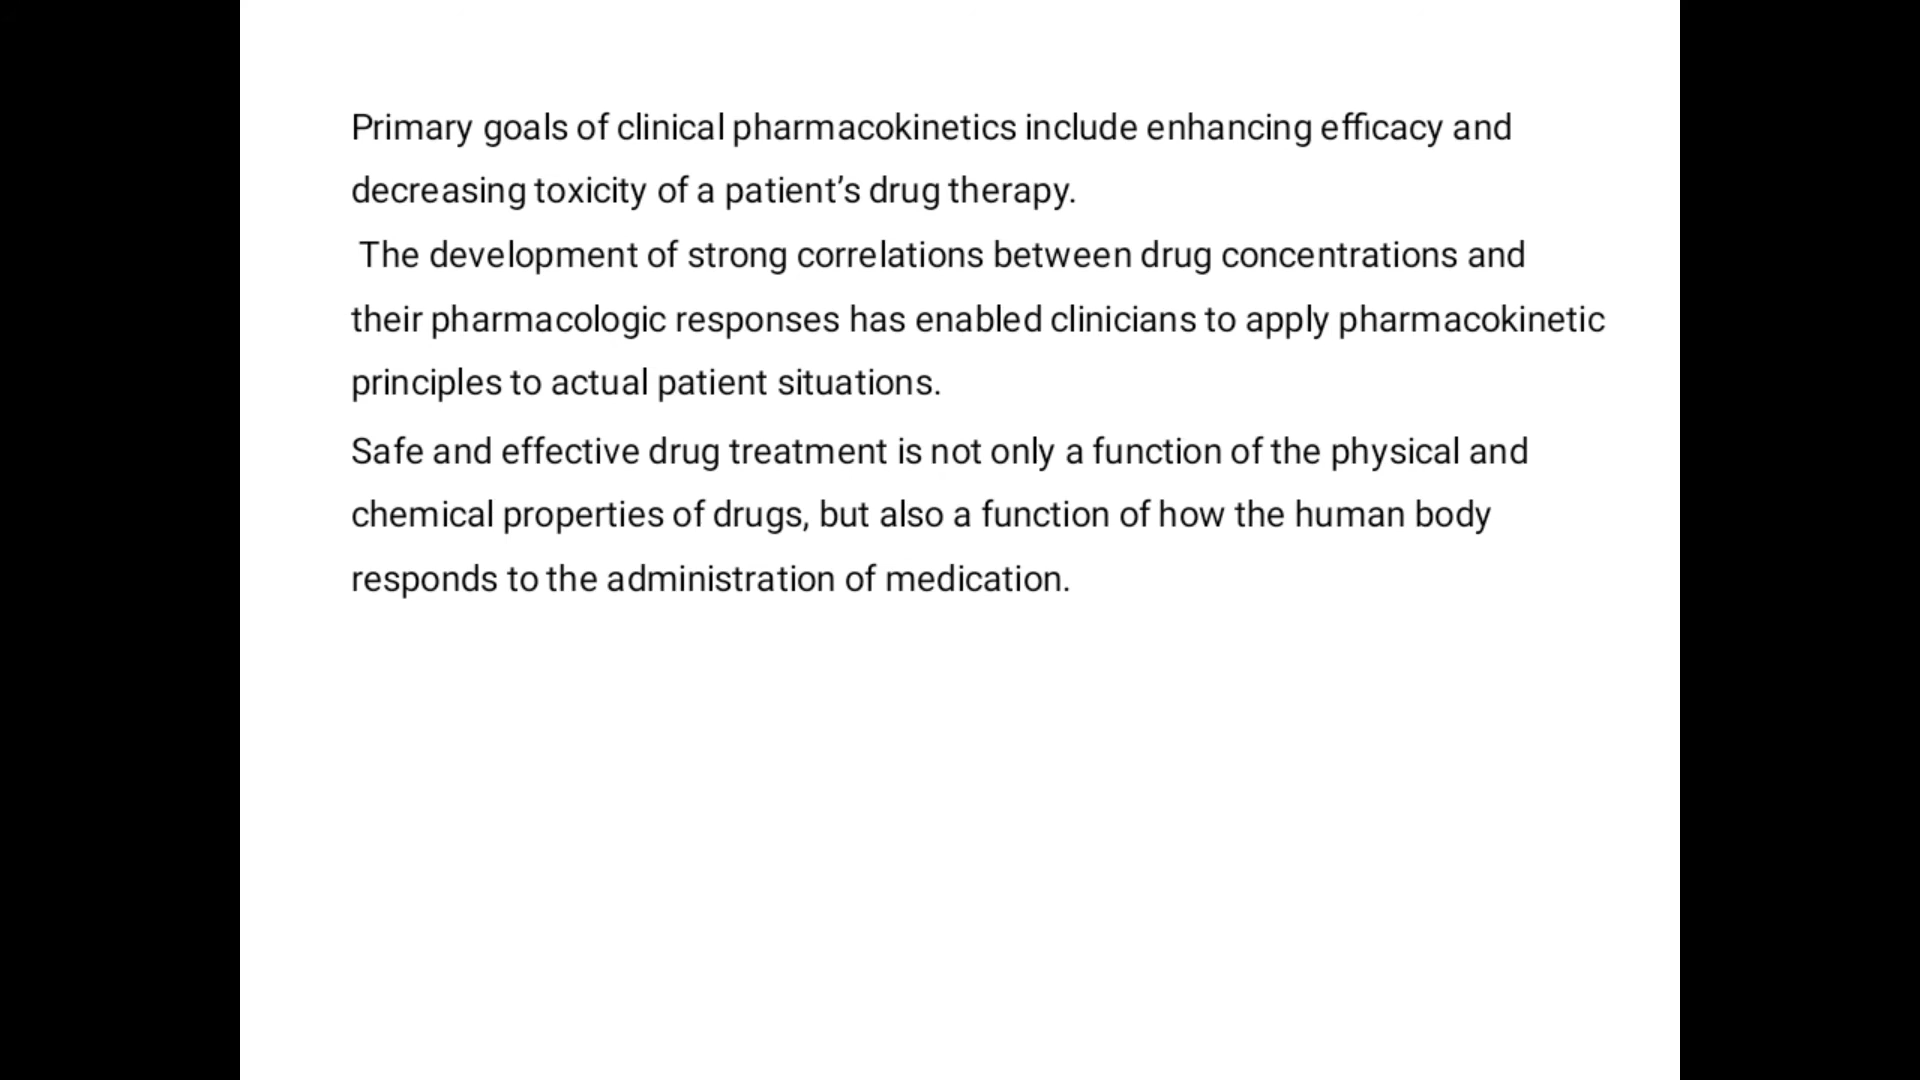 Primary goals of clinical pharmacokinetics include enhancing efficacy and
decreasing toxicity of a patient’s drug therapy.
The development of strong correlations between drug concentrations and
their pharmacologic responses has enabled clinicians to apply pharmacokinetic
principles to actual patient situations.
Safe and effective drug treatment is not only a function of the physical and
chemical properties of drugs, but also a function of how the human body
responds to the administration of medication.